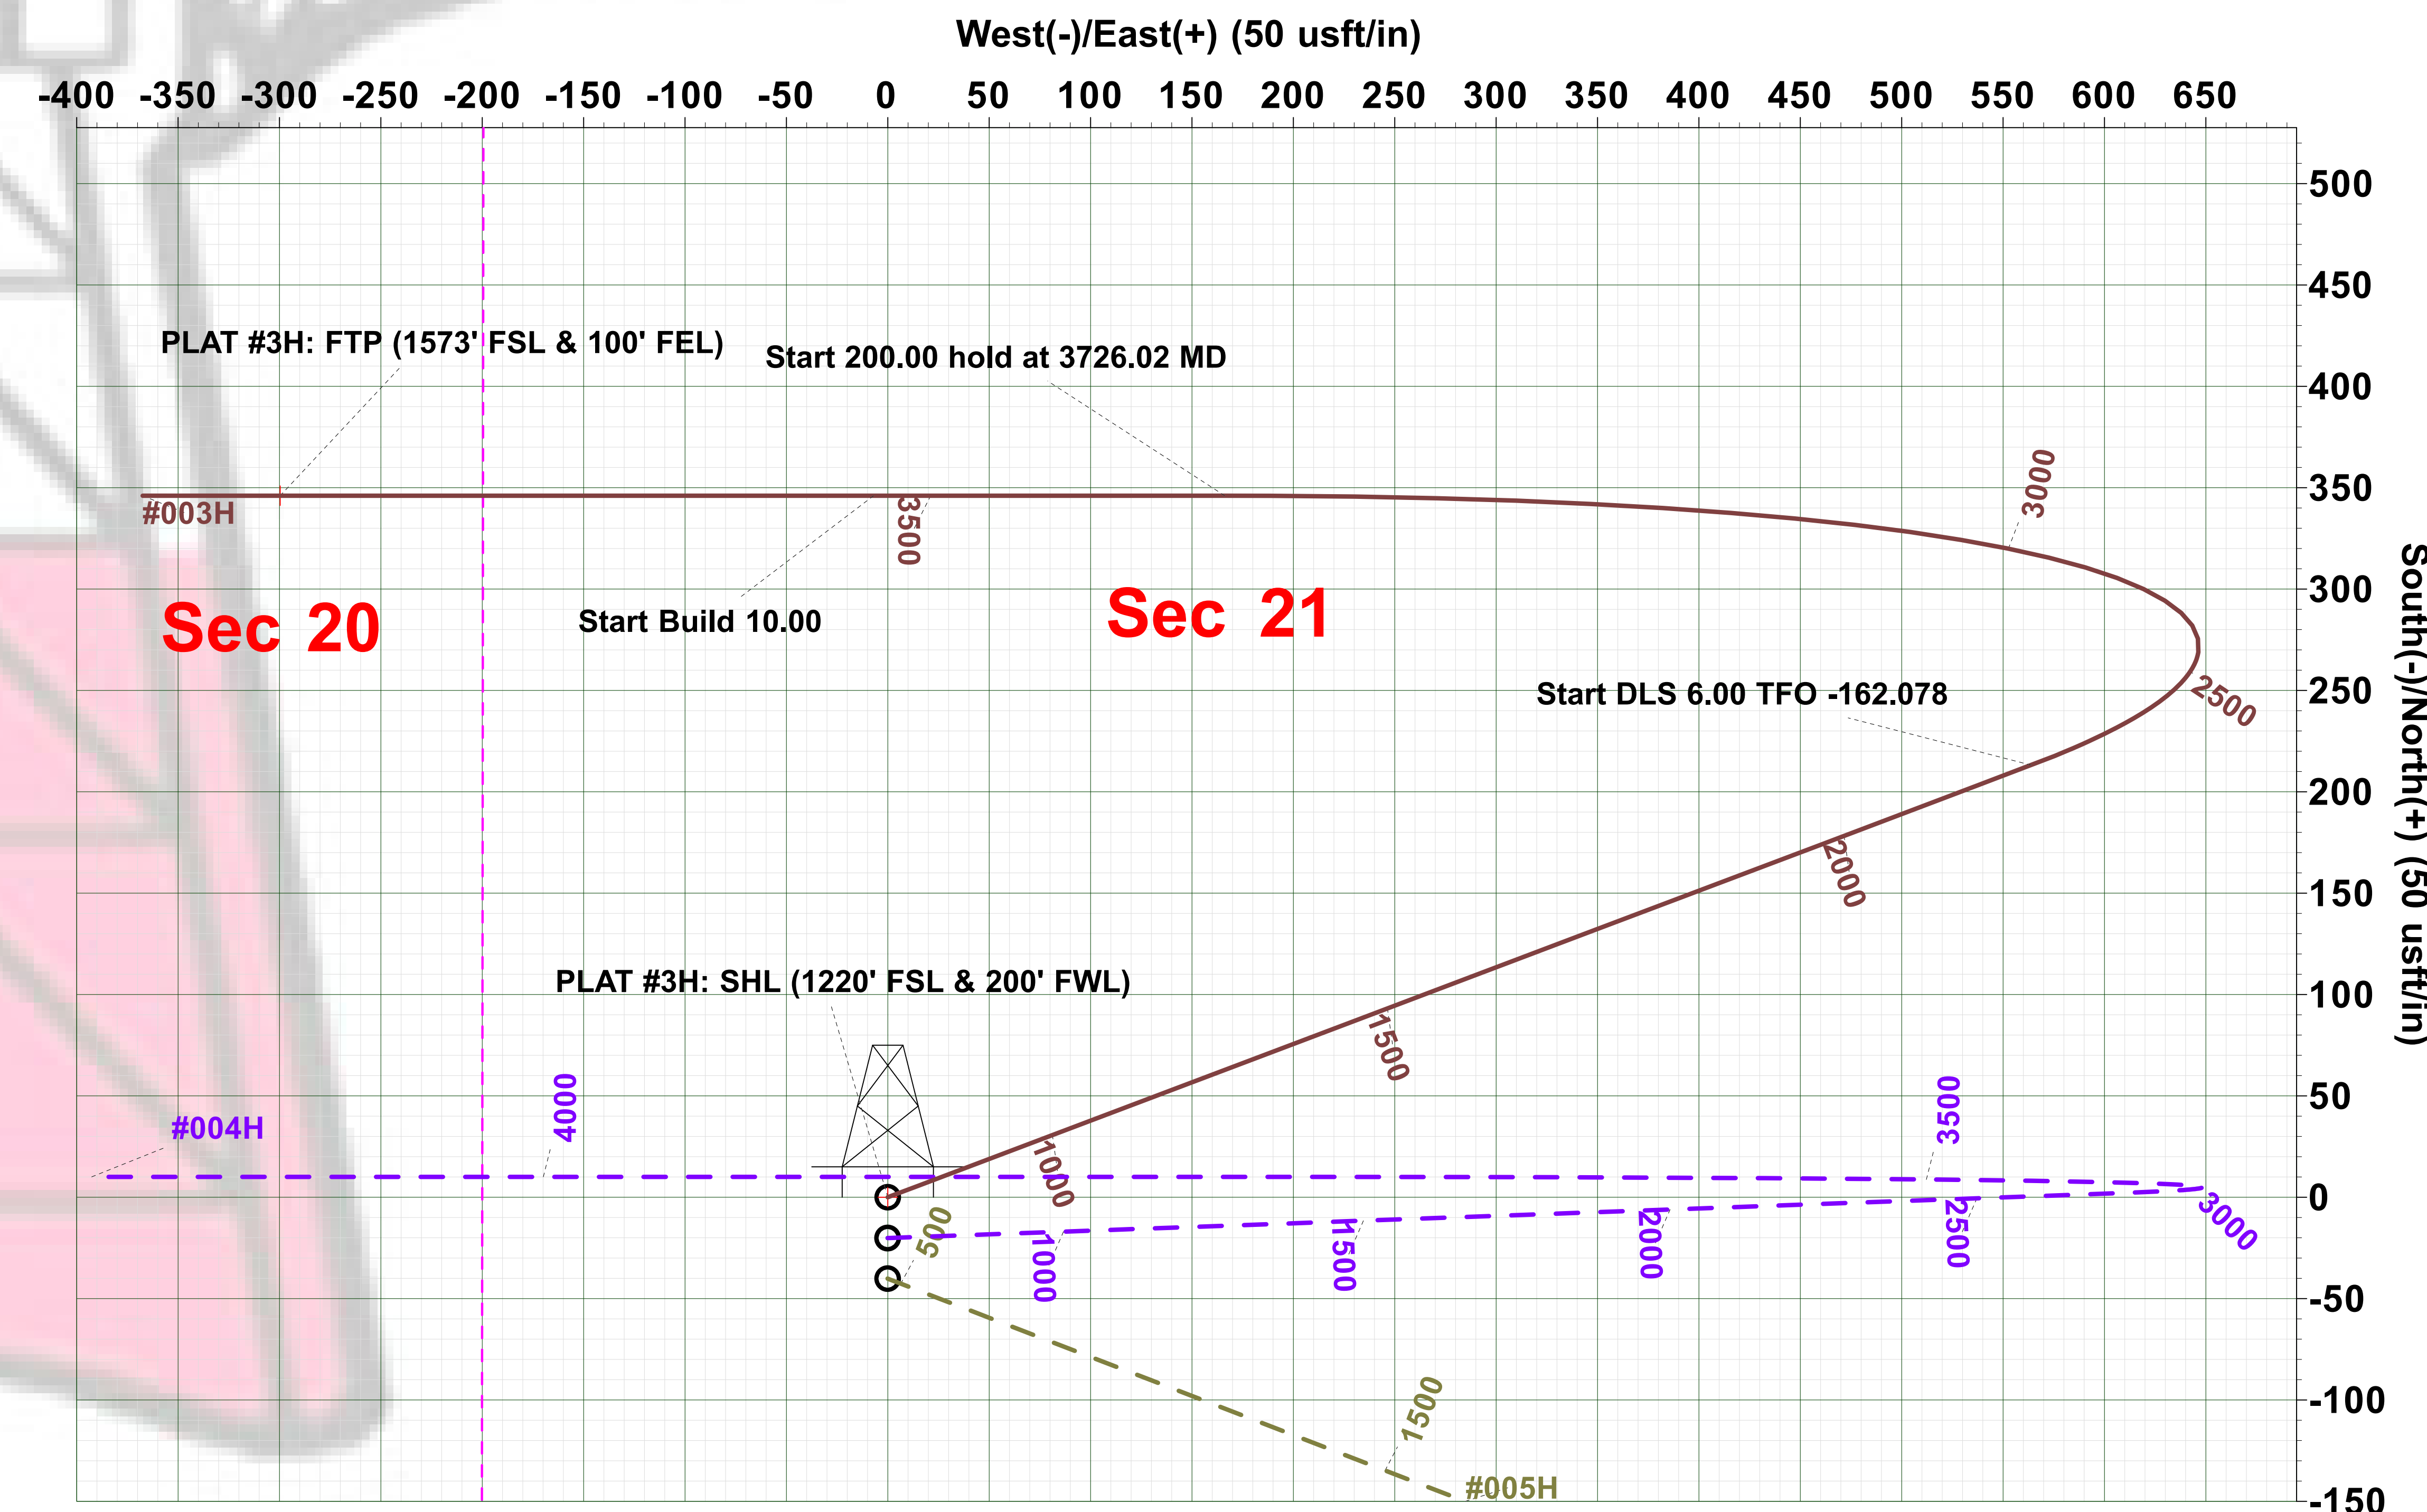 West(-)/East(+) (50 usft/in)
-400 -350 -300 -250 -200 -150 -100 -50 0 50 100 150 200 250 300 350 400 450 500 550 600 650
500
450
PLAT #3H: FTP (1573' FSL & 100' FEL)
Start 200.00 hold at 3726.02 MD
400
350
3000
#003H
3500
Start Build 10.00
300
Sec 20
Sec 21
South(-)/North(+) (50 usft/in)
Start DLS 6.00 TFO -162.078
250
2500
200
2000
150
PLAT #3H: SHL (1220' FSL & 200' FWL)
100
1500
50
4000
3500
#004H
1000
0
500
1000
1500
2000
2500
3000
-50
-100
1500
#005H
-150